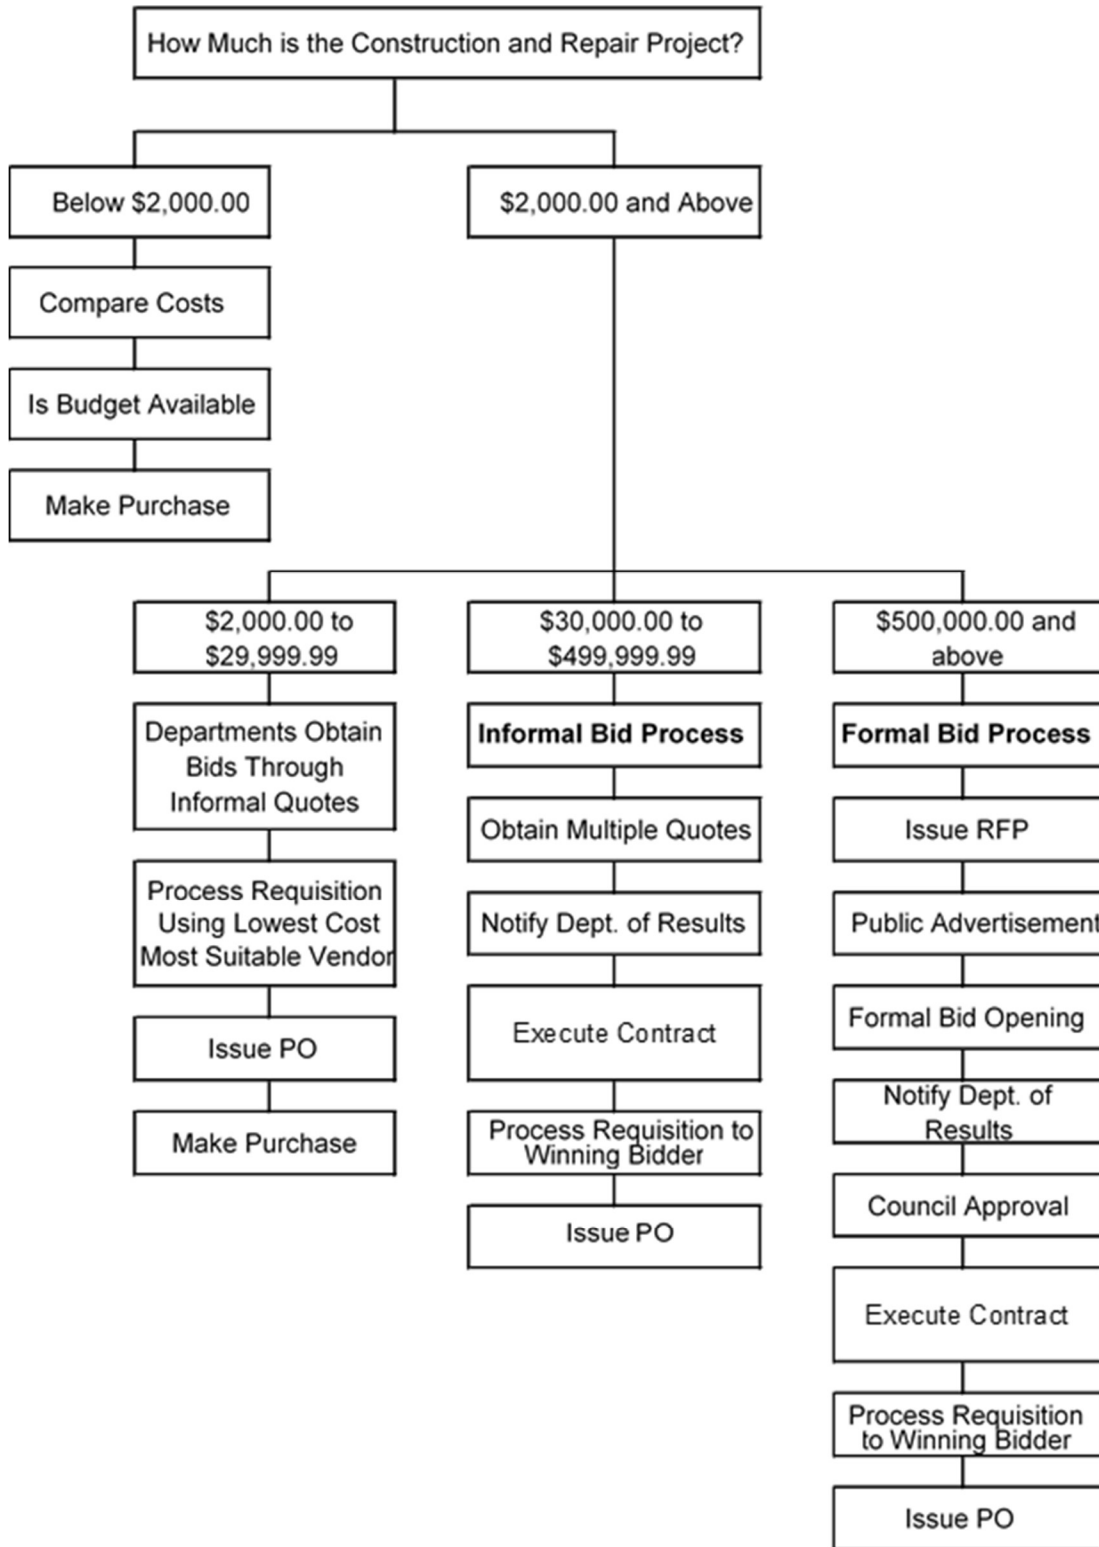 How Much is the Construction and Repair Project?
Below $2,000.00
$2,000.00 and Above
Compare Costs
Is Budget Available
Make Purchase
$2,000.00 to
$29,999.99
Departments Obtain
Bids Through
Informal Quotes
Process Requisition
Using Lowest Cost
Most Suitable Vendor
Issue PO
Make Purchase
$30,000.00 to
$499,999.99
Informal Bid Process
Obtain Multiple Quotes
Notify Dept. of Results
Execute Contract
Process Requisition to
Winning Bidder
Issue PO
$500,000.00 and
above
Formal Bid Process
Issue RFP
Public Advertisement
Formal Bid Opening
Notify Dept. of
Results
Council Approval
Execute Contract
Process Requisition
to Winning Bidder
Issue PO